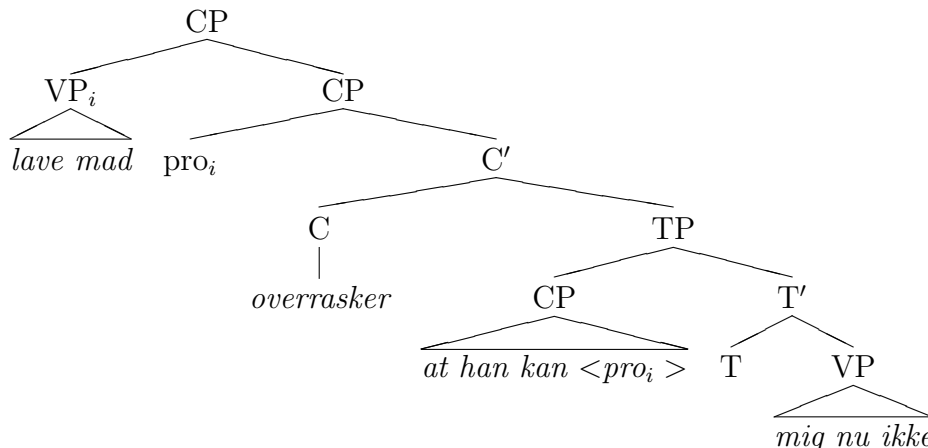 CP
VPᵢ CP
lave mad proᵢ C′
C TP
overrasker CP T′
at han kan <proᵢ > T VP
mig nu ikke